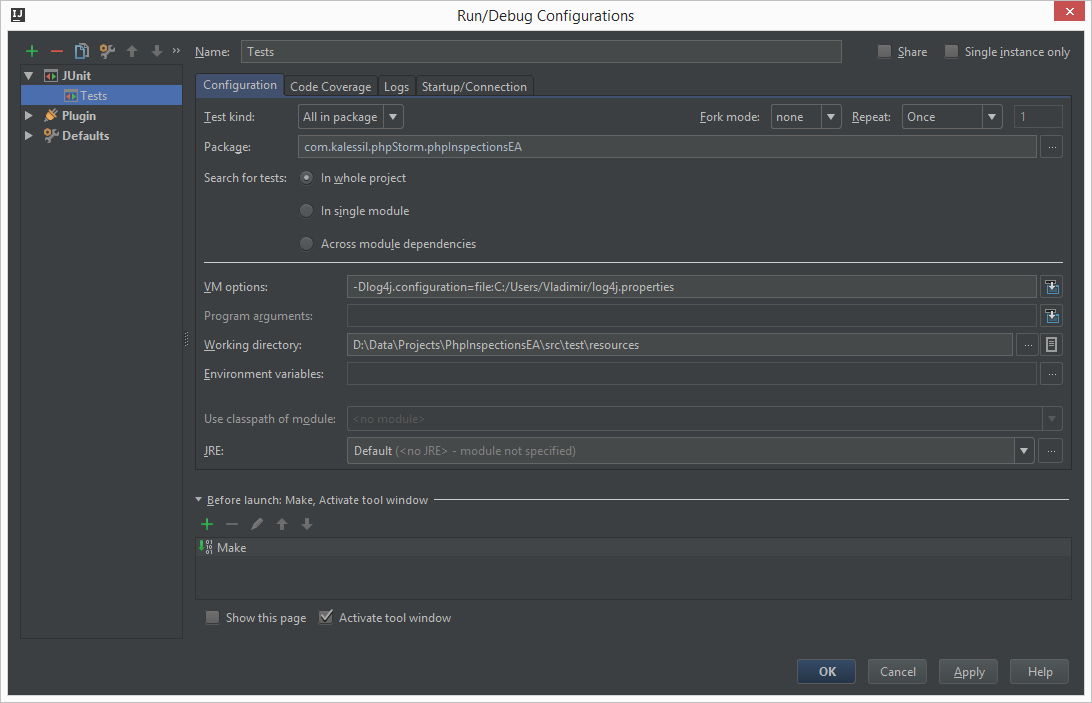 Run/Debug Configurations
Name: Tests Share Single instance only
JUnit
Tests
Plugin
Defaults
Configuration Code Coverage Logs Startup/Connection
Test kind: All in package Fork mode: none Repeat: Once 1
Package: com.kalessil.phpStorm.phpInspectionsEA ...
Search for tests: In whole project
In single module
Across module dependencies
VM options: -Dlog4j.configuration=file:C:/Users/Vladimir/log4j.properties
Program arguments:
Working directory: D:\Data\Projects\PhpInspectionsEA\src\test\resources ...
Environment variables: ...
Use classpath of module: <no module>
JRE: Default (<no JRE> - module not specified) ...
Before launch: Make, Activate tool window
Make
Show this page Activate tool window
OK Cancel Apply Help